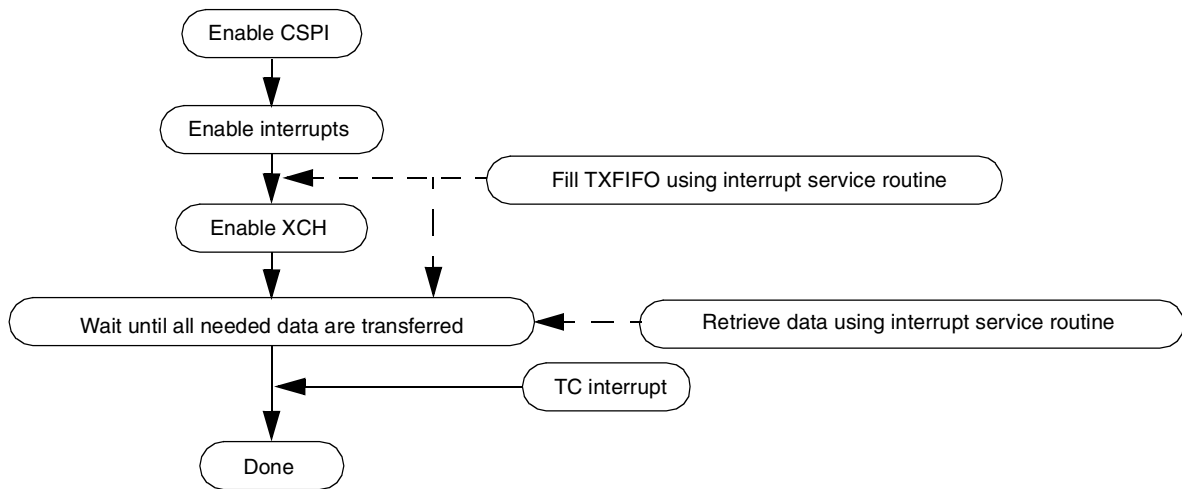 Enable CSPI
Enable interrupts
Fill TXFIFO using interrupt service routine
Enable XCH
Wait until all needed data are transferred
Retrieve data using interrupt service routine
TC interrupt
Done